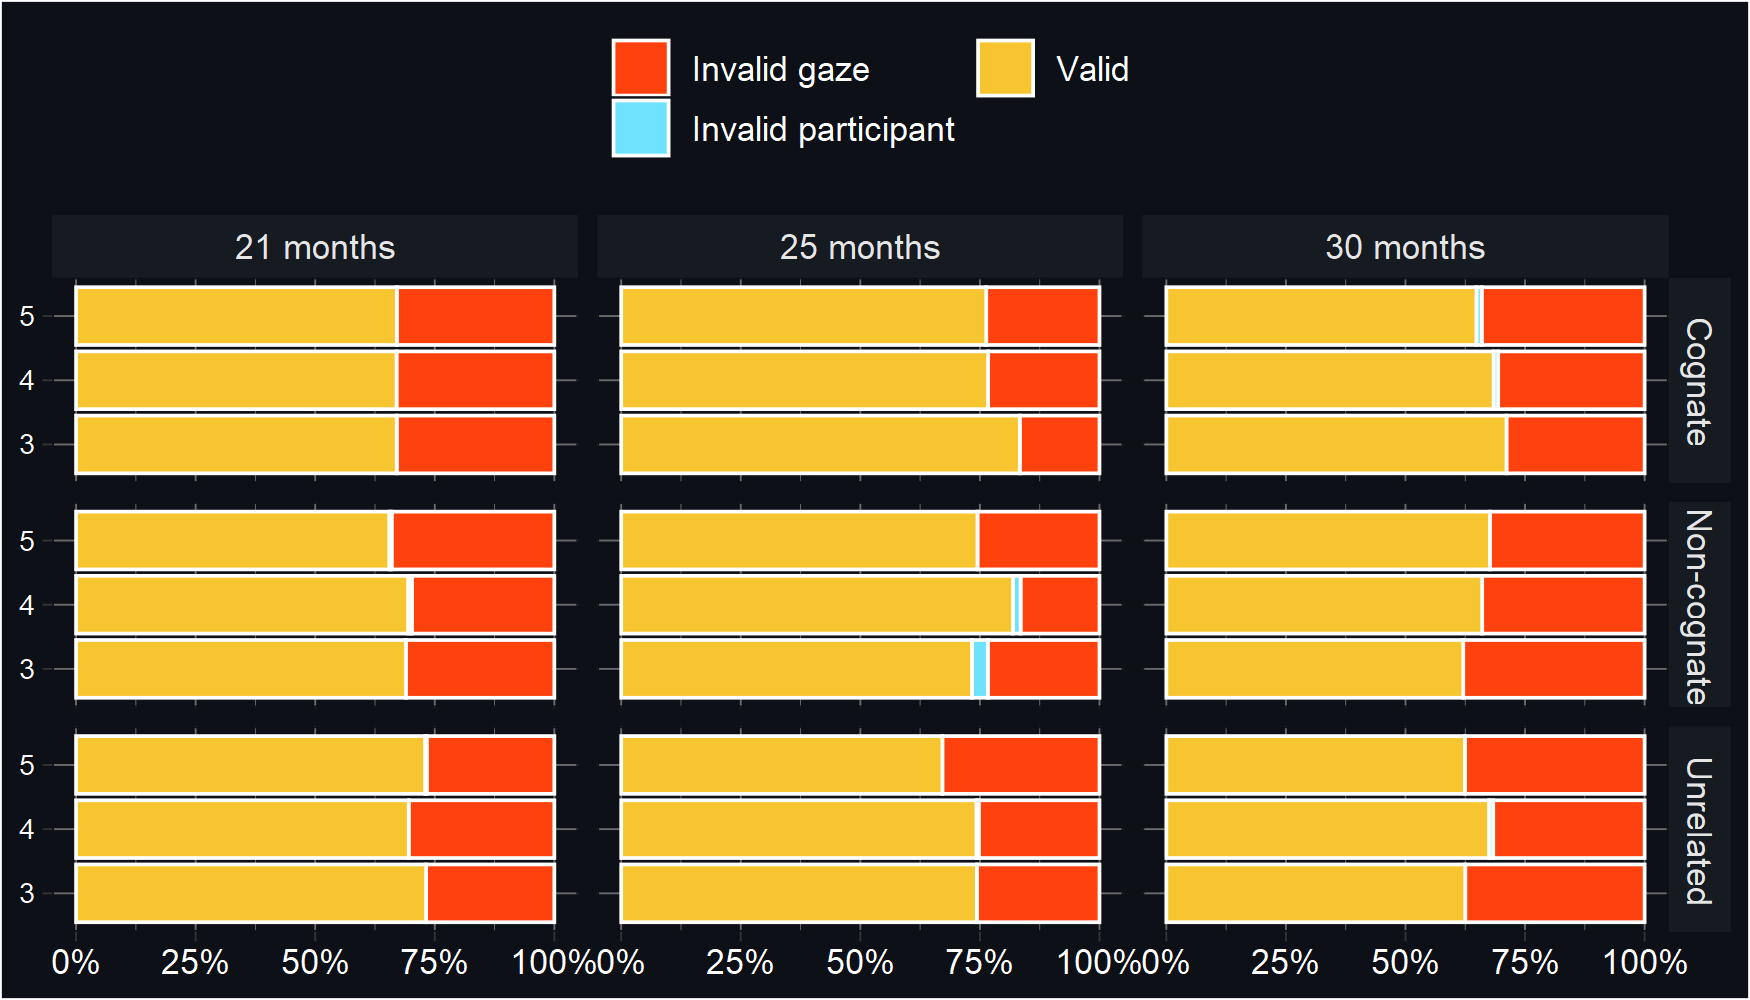 Invalid gaze
Valid
Invalid participant
21 months
25 months
30 months
5
4
3
Cognate
5
4
3
Non-cognate
5
4
3
Unrelated
0% 25% 50% 75% 100% 0% 25% 50% 75% 100% 0% 25% 50% 75% 100%